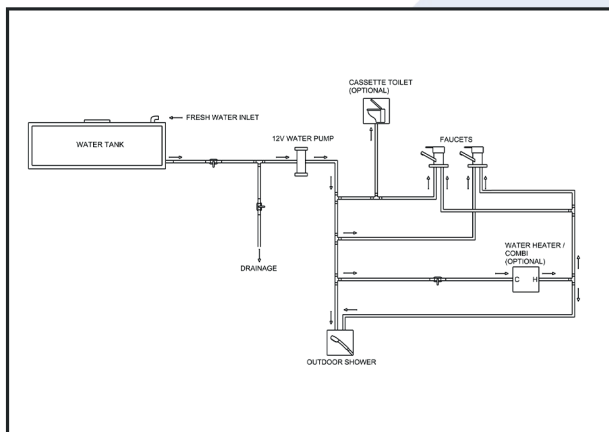 CASSETTE TOILET
(OPTIONAL)
FRESH WATER INLET
WATER TANK
12V WATER PUMP
FAUCETS
WATER HEATER /
COMBI
(OPTIONAL)
C H
DRAINAGE
OUTDOOR SHOWER